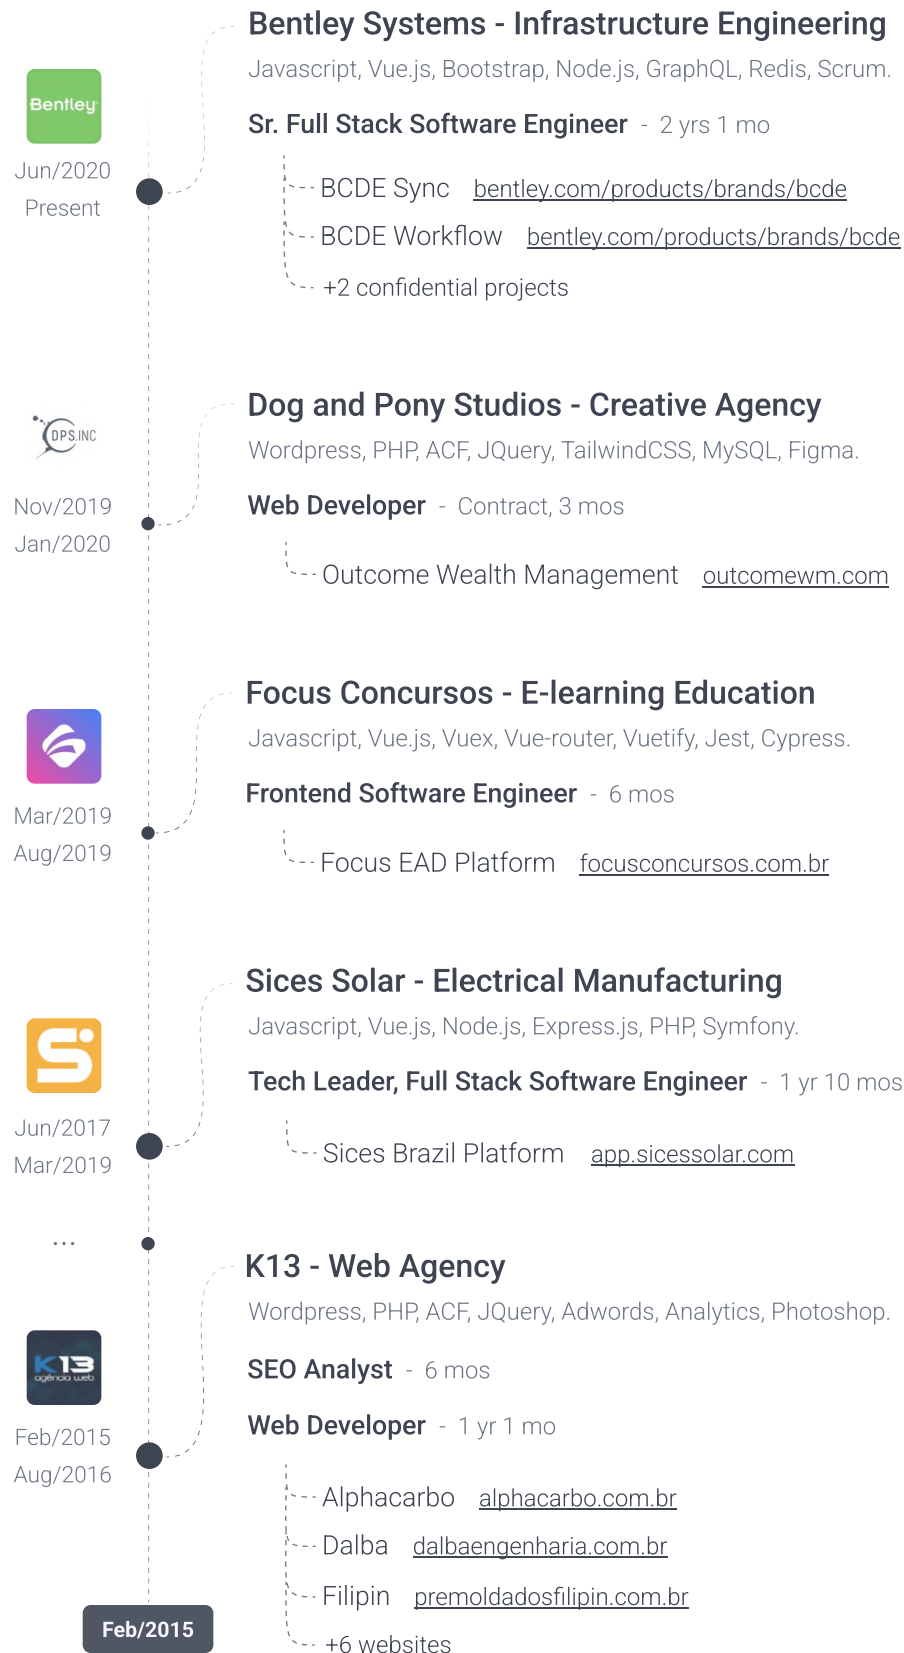 Bentley Systems - Infrastructure Engineering
Javascript, Vue.js, Bootstrap, Node.js, GraphQL, Redis, Scrum.
Bentley
Jun/2020
Present
Sr. Full Stack Software Engineer - 2 yrs 1 mo
BCDE Sync bentley.com/products/brands/bcde
BCDE Workflow bentley.com/products/brands/bcde
+2 confidential projects
Dog and Pony Studios - Creative Agency
Wordpress, PHP, ACF, JQuery, TailwindCSS, MySQL, Figma.
DPS.INC
Nov/2019
Jan/2020
Web Developer - Contract, 3 mos
Outcome Wealth Management outcomewm.com
Focus Concursos - E-learning Education
Javascript, Vue.js, Vuex, Vue-router, Vuetify, Jest, Cypress.
Mar/2019
Aug/2019
Frontend Software Engineer - 6 mos
Focus EAD Platform focusconcursos.com.br
Sices Solar - Electrical Manufacturing
Javascript, Vue.js, Node.js, Express.js, PHP, Symfony.
S
Jun/2017
Mar/2019
Tech Leader, Full Stack Software Engineer - 1 yr 10 mos
Sices Brazil Platform app.sicessolar.com
...
K13 - Web Agency
Wordpress, PHP, ACF, JQuery, Adwords, Analytics, Photoshop.
K13
agência web
Feb/2015
Aug/2016
SEO Analyst - 6 mos
Web Developer - 1 yr 1 mo
Alphacarbo alphacarbo.com.br
Dalba dalbaengenharia.com.br
Filipin premoldadosfilipin.com.br
+6 websites
Feb/2015